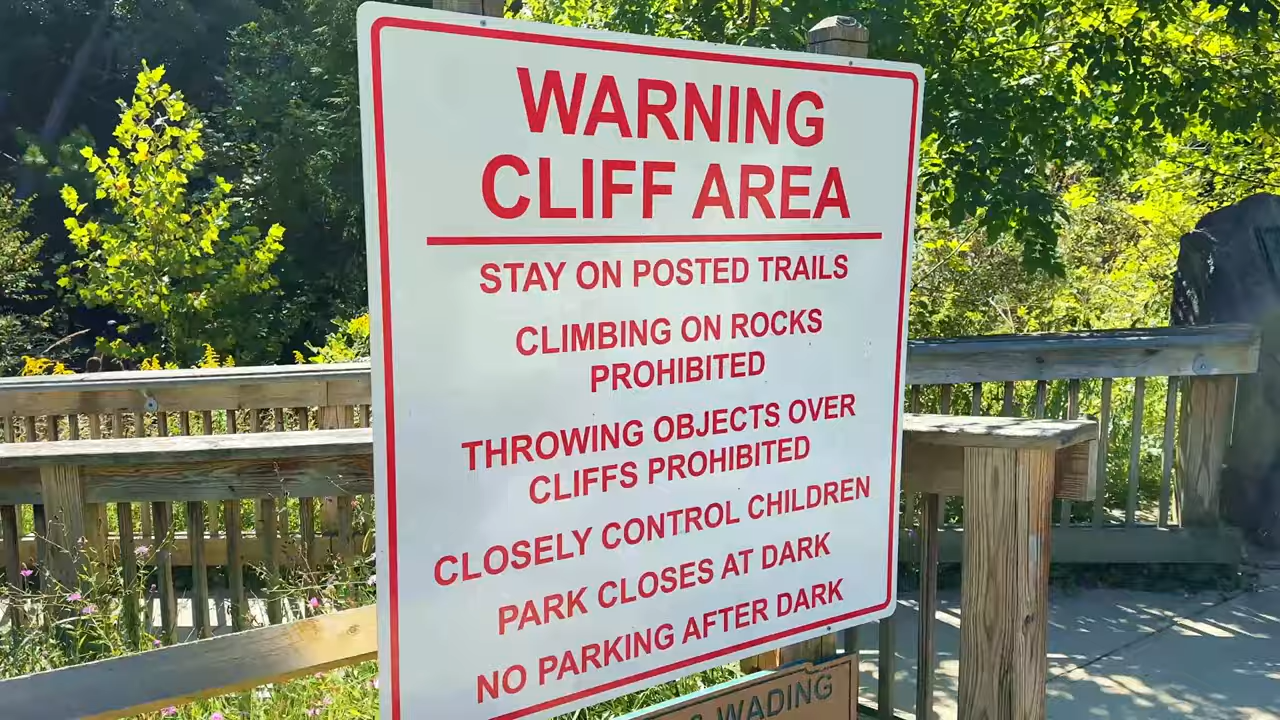 WARNING
CLIFF AREA
STAY ON POSTED TRAILS
CLIMBING ON ROCKS
PROHIBITED
THROWING OBJECTS OVER
CLIFFS PROHIBITED
CLOSELY CONTROL CHILDREN
PARK CLOSES AT DARK
NO PARKING AFTER DARK
WADING